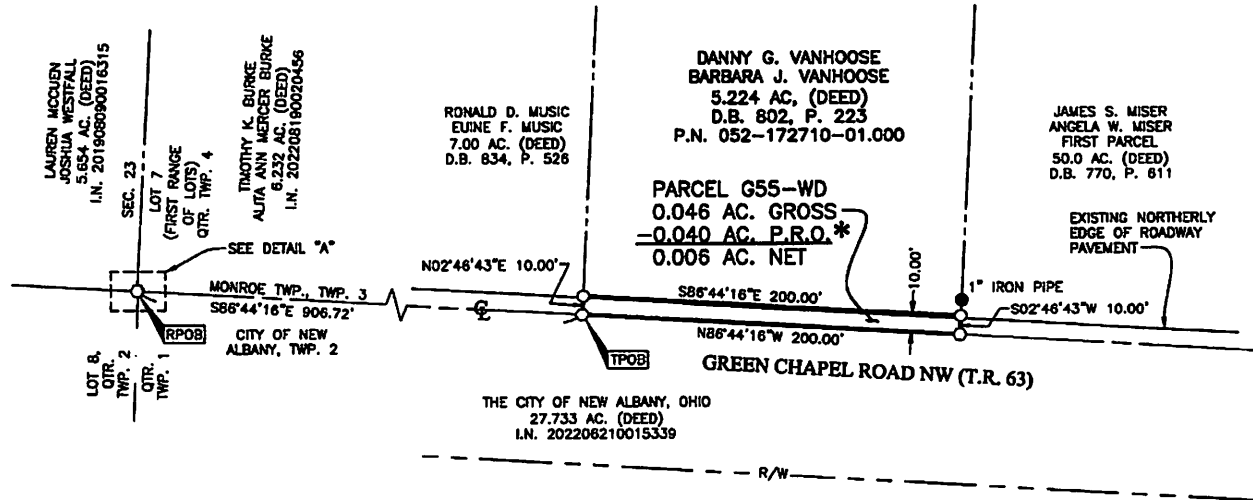 LAUREN MCCUEN
JOSHUA WESTFALL
5.654 AC. (DEED)
I.N. 201908090016315
SEC. 23
LOT 7
(FIRST RANGE
OF LOTS)
QTR. TWP. 4
TIMOTHY K. BURKE
ALITA ANN MERCER BURKE
6.232 AC. (DEED)
I.N. 202208190020456
RONALD D. MUSIC
EUINE F. MUSIC
7.00 AC. (DEED)
D.B. 834, P. 526
DANNY G. VANHOOSE
BARBARA J. VANHOOSE
5.224 AC, (DEED)
D.B. 802, P. 223
P.N. 052-172710-01.000
JAMES S. MISER
ANGELA W. MISER
FIRST PARCEL
50.0 AC. (DEED)
D.B. 770, P. 611
PARCEL G55-WD
0.046 AC. GROSS
-0.040 AC. P.R.O.*
0.006 AC. NET
EXISTING NORTHERLY
EDGE OF ROADWAY
PAVEMENT
SEE DETAIL "A"
N02°46'43"E 10.00'
S86°44'16"E 200.00'
10.00'
1" IRON PIPE
S02°46'43"W 10.00'
MONROE TWP., TWP. 3
S86°44'16"E 906.72'
CITY OF NEW
ALBANY, TWP. 2
RPOB
℄
N86°44'16"W 200.00'
TPOB
GREEN CHAPEL ROAD NW (T.R. 63)
LOT 8,
QTR.
TWP. 2
QTR.
TWP. 1
THE CITY OF NEW ALBANY, OHIO
27.733 AC. (DEED)
I.N. 202206210015339
R/W